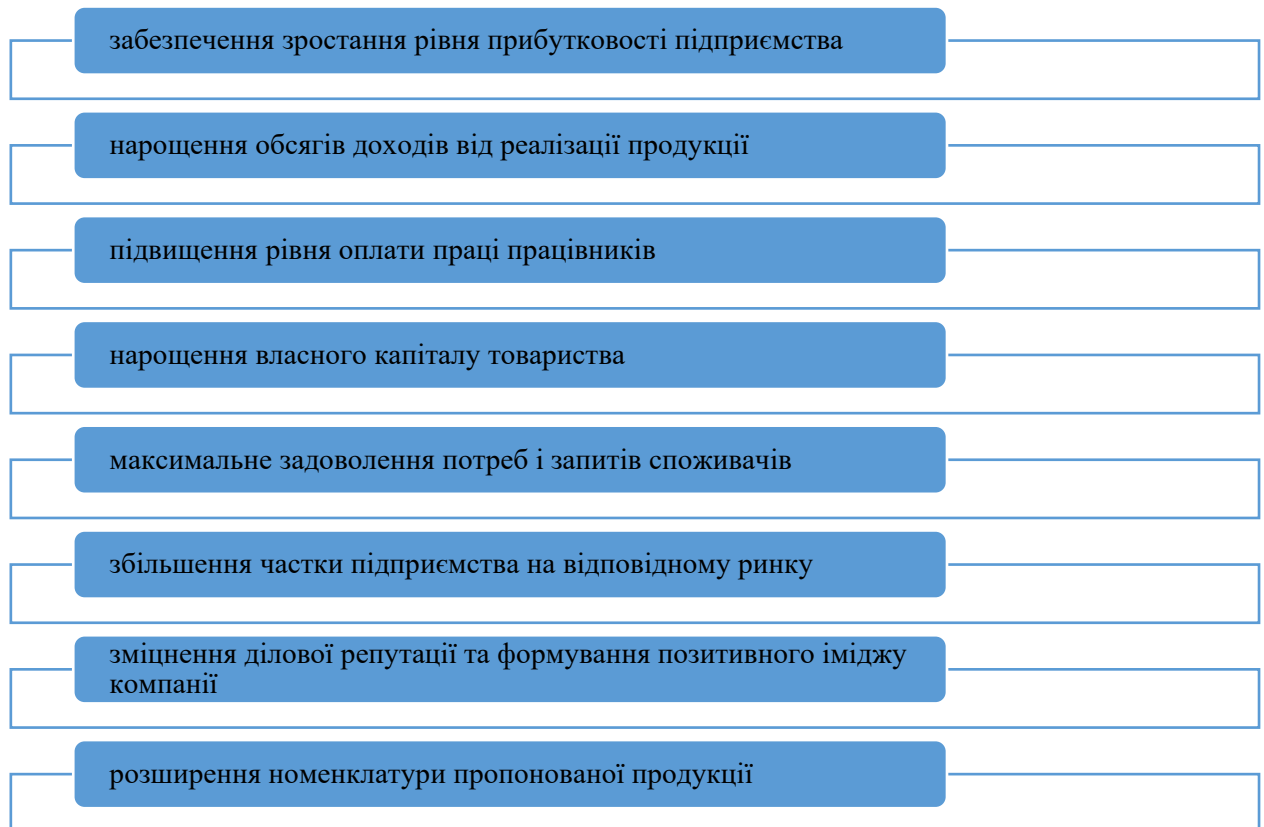 забезпечення зростання рівня прибутковості підприємства
нарощення обсягів доходів від реалізації продукції
підвищення рівня оплати праці працівників
нарощення власного капіталу товариства
максимальне задоволення потреб і запитів споживачів
збільшення частки підприємства на відповідному ринку
зміцнення ділової репутації та формування позитивного іміджу
компанії
розширення номенклатури пропонованої продукції